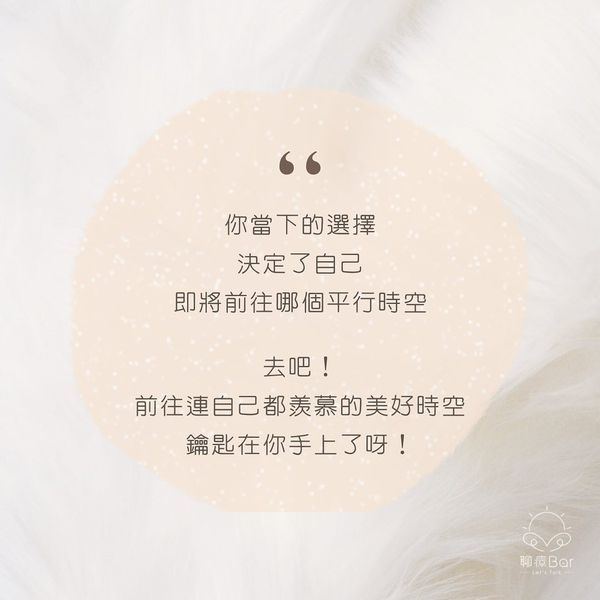 “
你當下的選擇
決定了自己
即將前往哪個平行時空
去吧！
前往連自己都羨慕的美好時空
鑰匙在你手上了呀！
聊癒Bar
Let's Talk